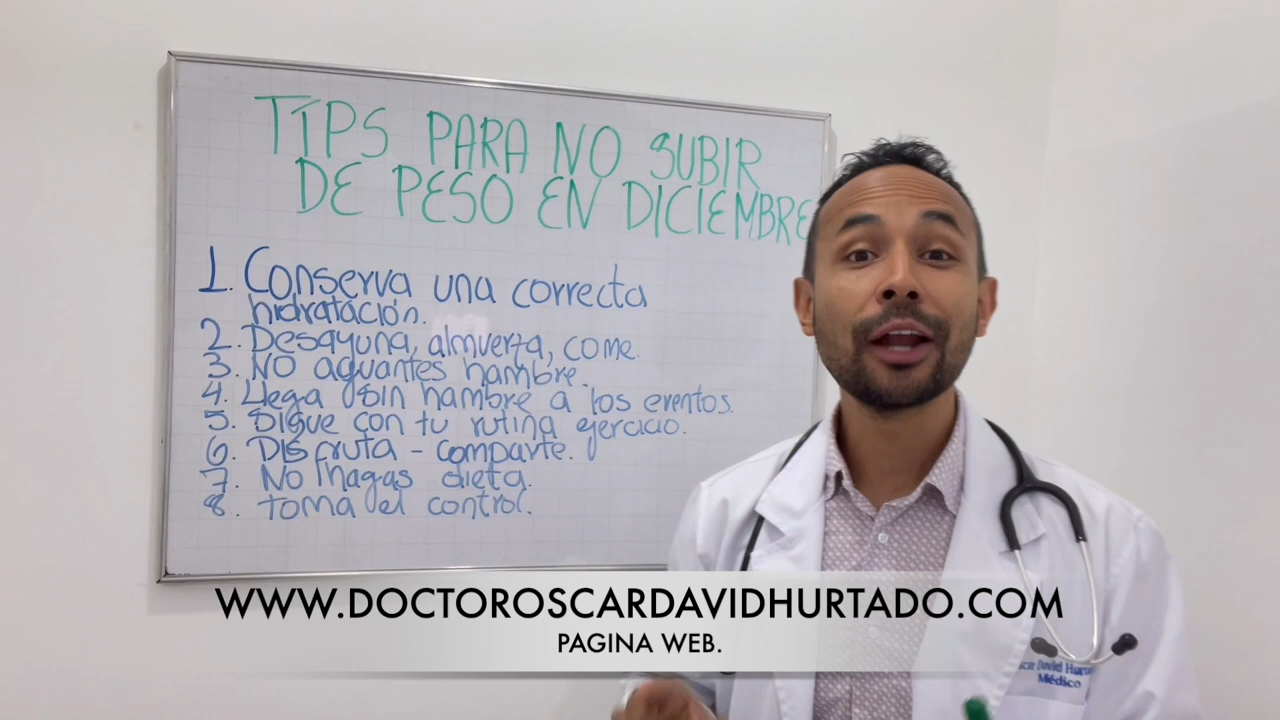 TIPS PARA NO SUBIR
DE PESO EN DICIEMBRE
1. Conserva una correcta
hidratación.
2. Desayuna, almuerza, come.
3. NO aguantes hambre.
4. Llega sin hambre a los eventos.
5. Sigue con tu rutina ejercicio.
6. Disfruta - comparte.
7. No hagas dieta.
8. toma el control.
WWW.DOCTOROSCARDAVIDHURTADO.COM
PAGINA WEB.
David
Médico